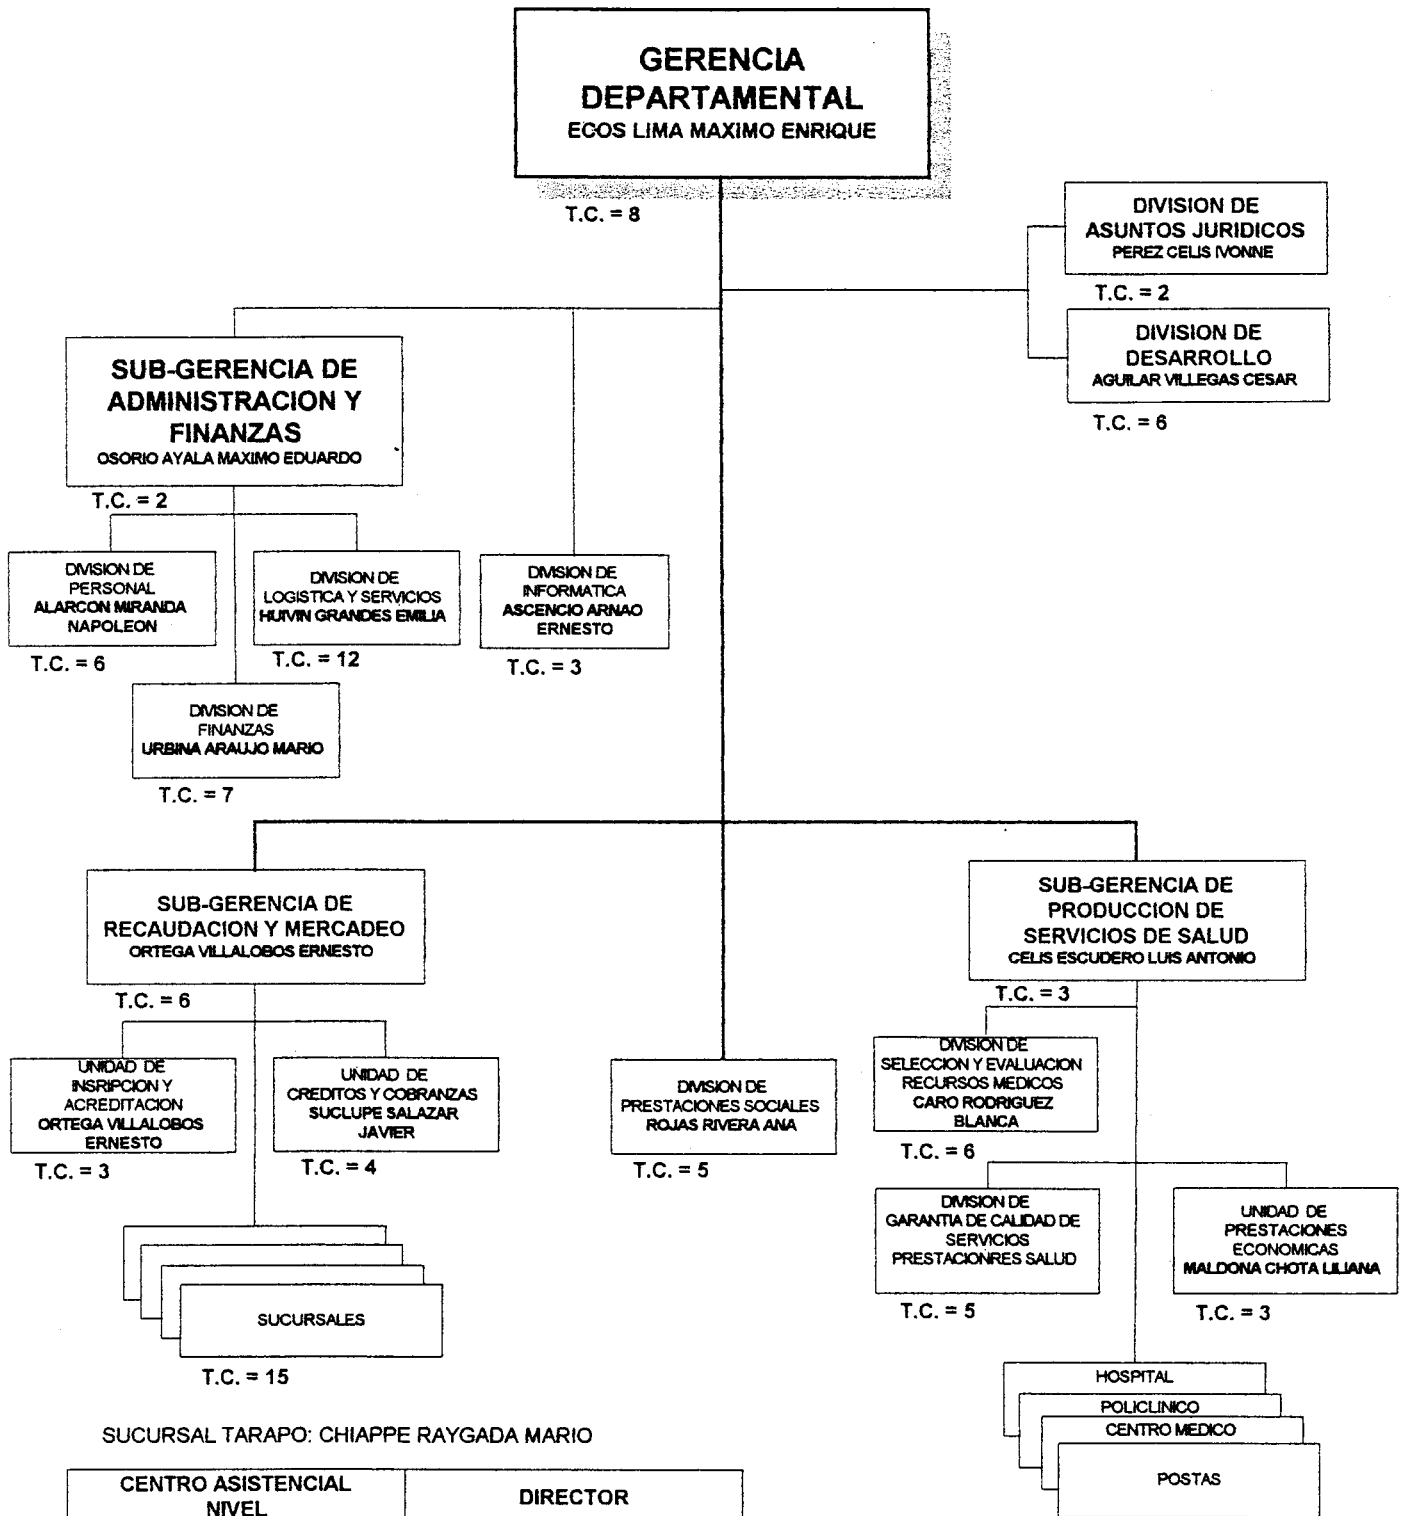 GERENCIA
DEPARTAMENTAL
ECOS LIMA MAXIMO ENRIQUE
T.C. = 8
DIVISION DE
ASUNTOS JURIDICOS
PEREZ CELIS IVONNE
T.C. = 2
DIVISION DE
DESARROLLO
AGUILAR VILLEGAS CESAR
T.C. = 6
SUB-GERENCIA DE
ADMINISTRACION Y
FINANZAS
OSORIO AYALA MAXIMO EDUARDO
T.C. = 2
DIVISION DE
PERSONAL
ALARCON MIRANDA
NAPOLEON
T.C. = 6
DIVISION DE
LOGISTICA Y SERVICIOS
HUIVIN GRANDES EMILIA
T.C. = 12
DIVISION DE
INFORMATICA
ASCENCIO ARNAO
ERNESTO
T.C. = 3
DIVISION DE
FINANZAS
URBINA ARAUJO MARIO
T.C. = 7
SUB-GERENCIA DE
RECAUDACION Y MERCADEO
ORTEGA VILLALOBOS ERNESTO
T.C. = 6
SUB-GERENCIA DE
PRODUCCION DE
SERVICIOS DE SALUD
CELIS ESCUDERO LUIS ANTONIO
T.C. = 3
UNIDAD DE
INSRIPCION Y
ACREDITACION
ORTEGA VILLALOBOS
ERNESTO
T.C. = 3
UNIDAD DE
CREDITOS Y COBRANZAS
SUCLUPE SALAZAR
JAVIER
T.C. = 4
DIVISION DE
PRESTACIONES SOCIALES
ROJAS RIVERA ANA
T.C. = 5
DIVISION DE
SELECCION Y EVALUACION
RECURSOS MEDICOS
CARO RODRIGUEZ
BLANCA
T.C. = 6
DIVISION DE
GARANTIA DE CALIDAD DE
SERVICIOS
PRESTACIONRES SALUD
T.C. = 5
UNIDAD DE
PRESTACIONES
ECONOMICAS
MALDONA CHOTA LILIANA
T.C. = 3
SUCURSALES
T.C. = 15
HOSPITAL
POLICLINICO
CENTRO MEDICO
POSTAS
SUCURSAL TARAPO: CHIAPPE RAYGADA MARIO
CENTRO ASISTENCIAL
NIVEL
DIRECTOR